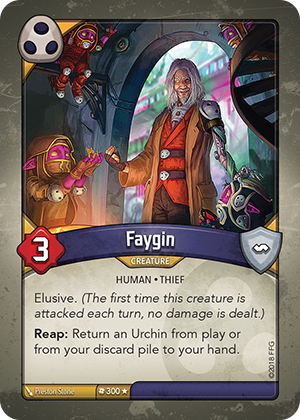 Faygin
CREATURE
3
HUMAN • THIEF
Elusive. (The first time this creature is
attacked each turn, no damage is dealt.)
Reap: Return an Urchin from play or
from your discard pile to your hand.
©2018 FFG
Preston Stone
300